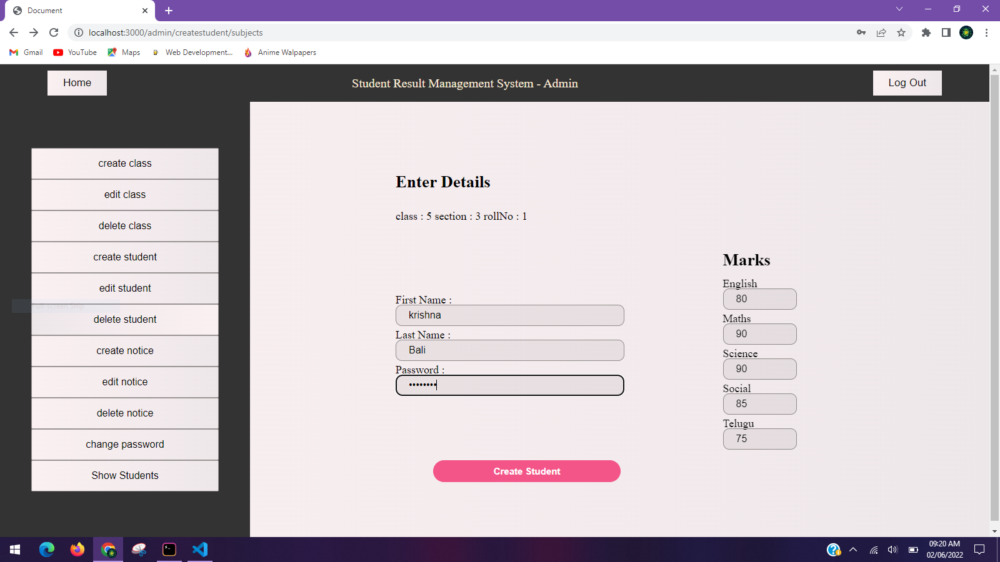 Document
localhost:3000/admin/createstudent/subjects
Gmail YouTube Maps Web Development... Anime Walpapers
Home
Student Result Management System - Admin
Log Out
create class
edit class
delete class
create student
edit student
Full-screen Snip
delete student
create notice
edit notice
delete notice
change password
Show Students
Enter Details
class : 5 section : 3 rollNo : 1
First Name :
krishna
Last Name :
Bali
Password :
••••••••
Marks
English
80
Maths
90
Science
90
Social
85
Telugu
75
Create Student
09:20 AM
02/06/2022